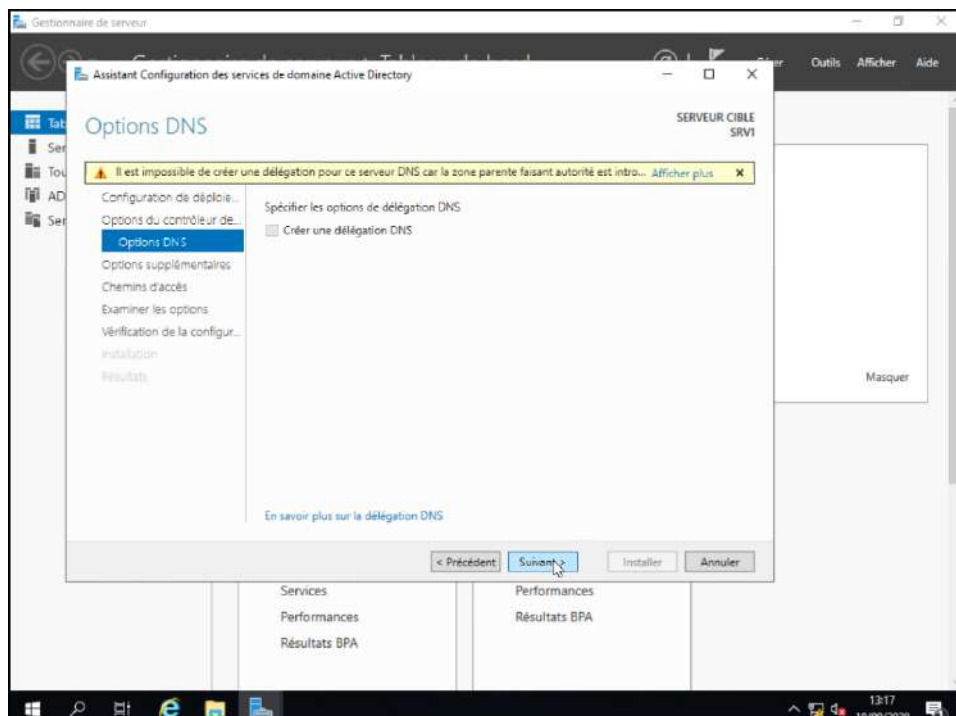 Gestionnaire de serveur
Outils Afficher Aide
Assistant Configuration des services de domaine Active Directory
Options DNS
SERVEUR CIBLE
SRV1
Il est impossible de créer une délégation pour ce serveur DNS car la zone parente faisant autorité est intro... Afficher plus
Configuration de déploie...
Options du contrôleur de...
Options DNS
Options supplémentaires
Chemins d'accès
Examiner les options
Vérification de la configur...
Installation
Résultats
Spécifier les options de délégation DNS
Créer une délégation DNS
En savoir plus sur la délégation DNS
< Précédent Suivant > Installer Annuler
Masquer
Services
Performances
Résultats BPA
Performances
Résultats BPA
13:17